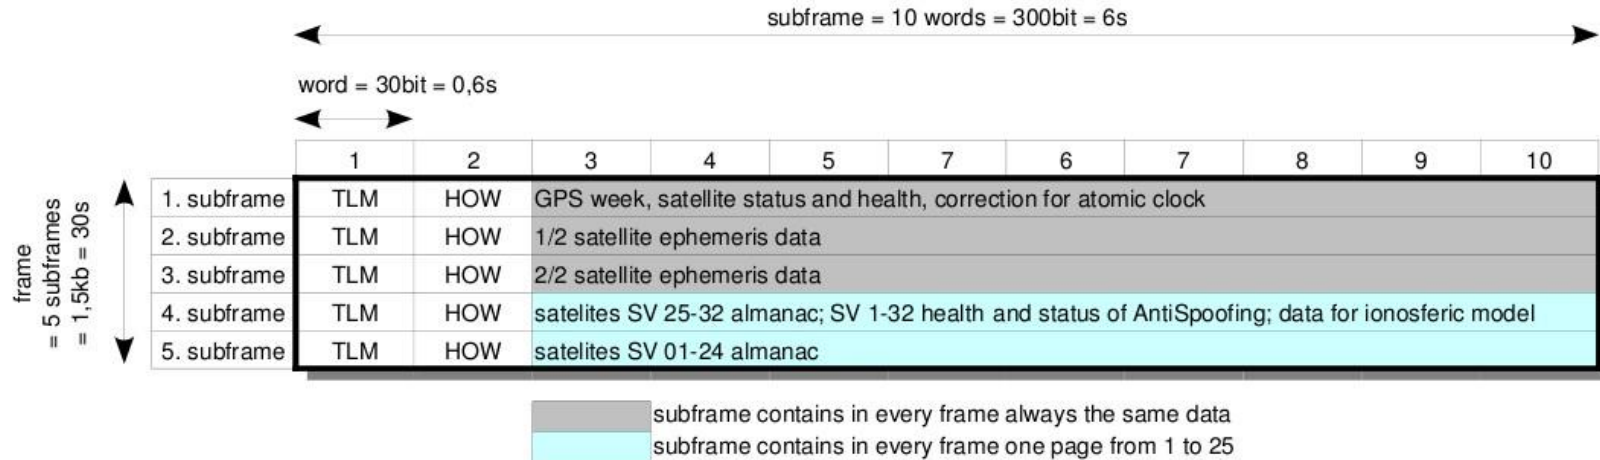 subframe = 10 words = 300bit = 6s
word = 30bit = 0,6s
1 2 3 4 5 7 6 7 8 9 10
1. subframe TLM HOW GPS week, satellite status and health, correction for atomic clock
2. subframe TLM HOW 1/2 satellite ephemeris data
3. subframe TLM HOW 2/2 satellite ephemeris data
4. subframe TLM HOW satelites SV 25-32 almanac; SV 1-32 health and status of AntiSpoofing; data for ionosferic model
5. subframe TLM HOW satelites SV 01-24 almanac
frame
= 5 subframes
= 1,5kb = 30s
subframe contains in every frame always the same data
subframe contains in every frame one page from 1 to 25